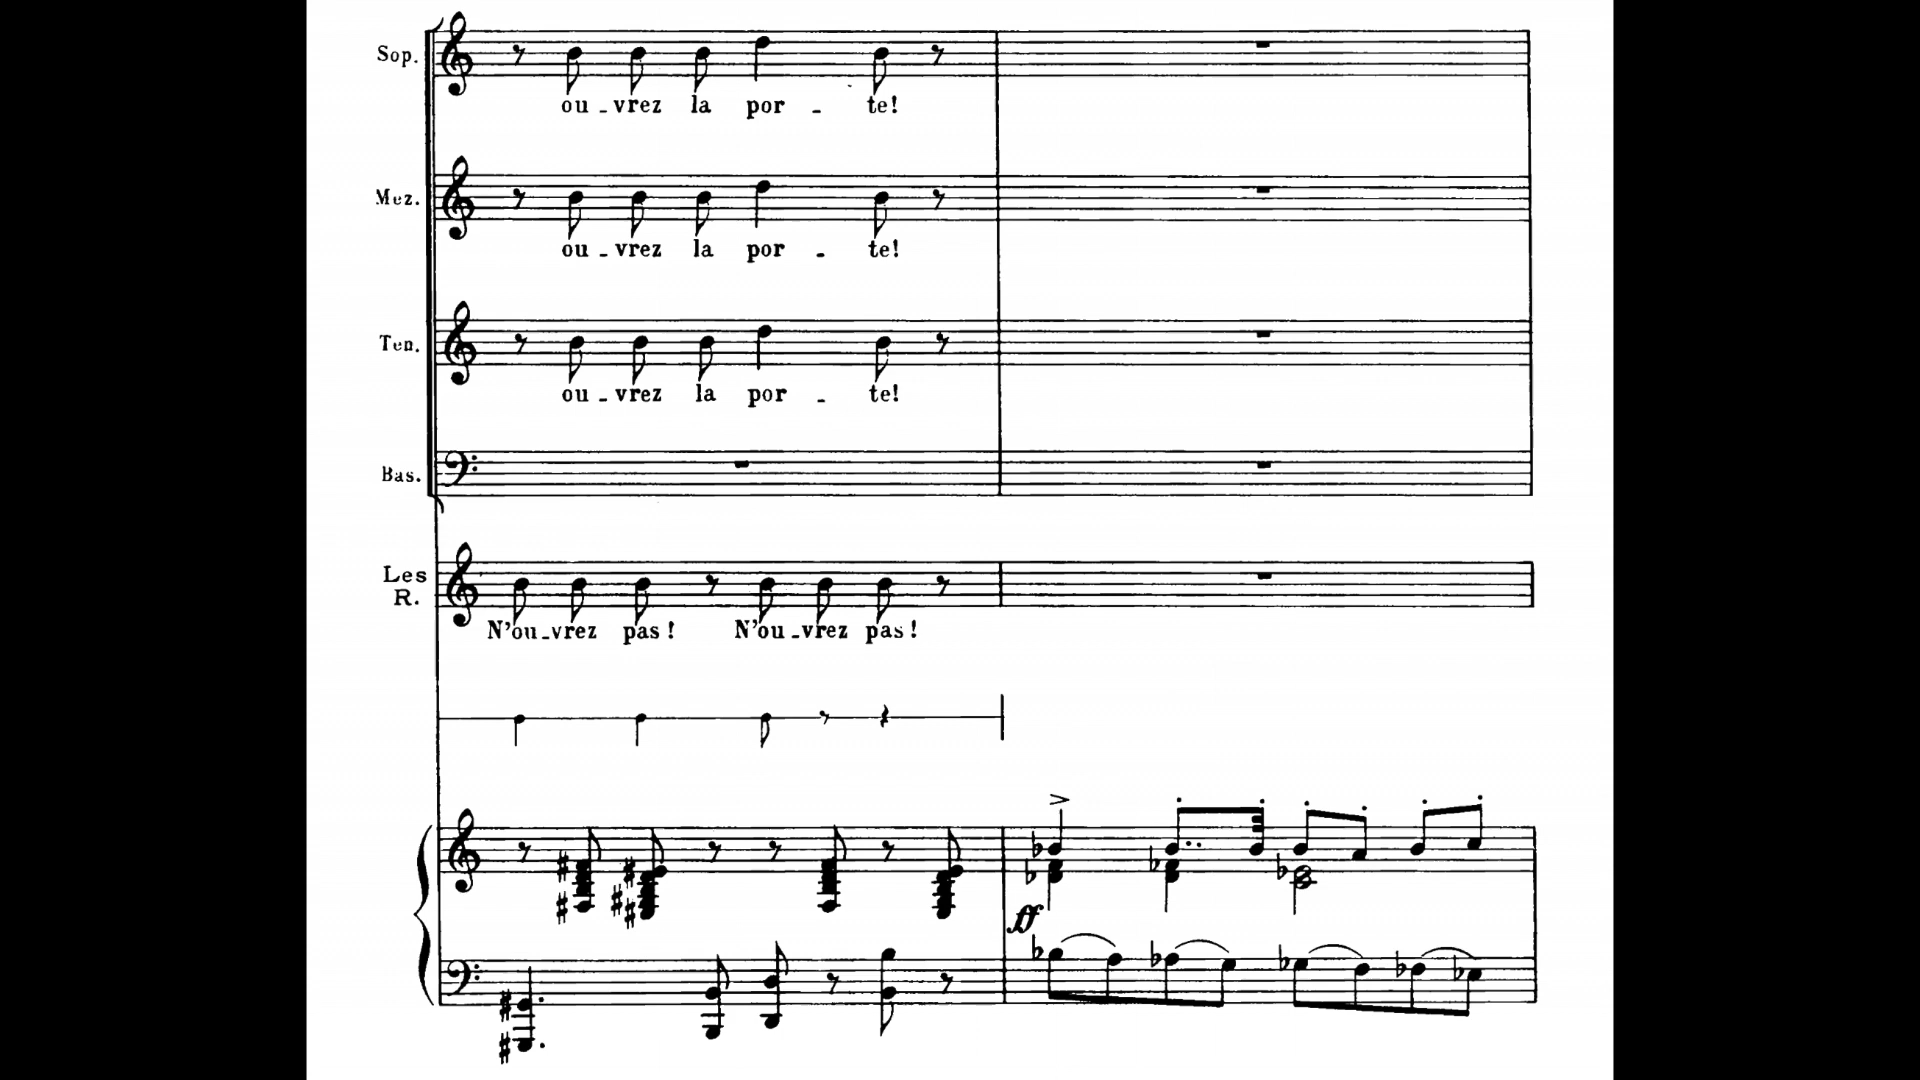 Sop.
ou - vrez la por - te!
Mez.
ou - vrez la por - te!
Ten.
ou - vrez la por - te!
Bas.
Les
R.
N'ou - vrez pas! N'ou - vrez pas!
ff